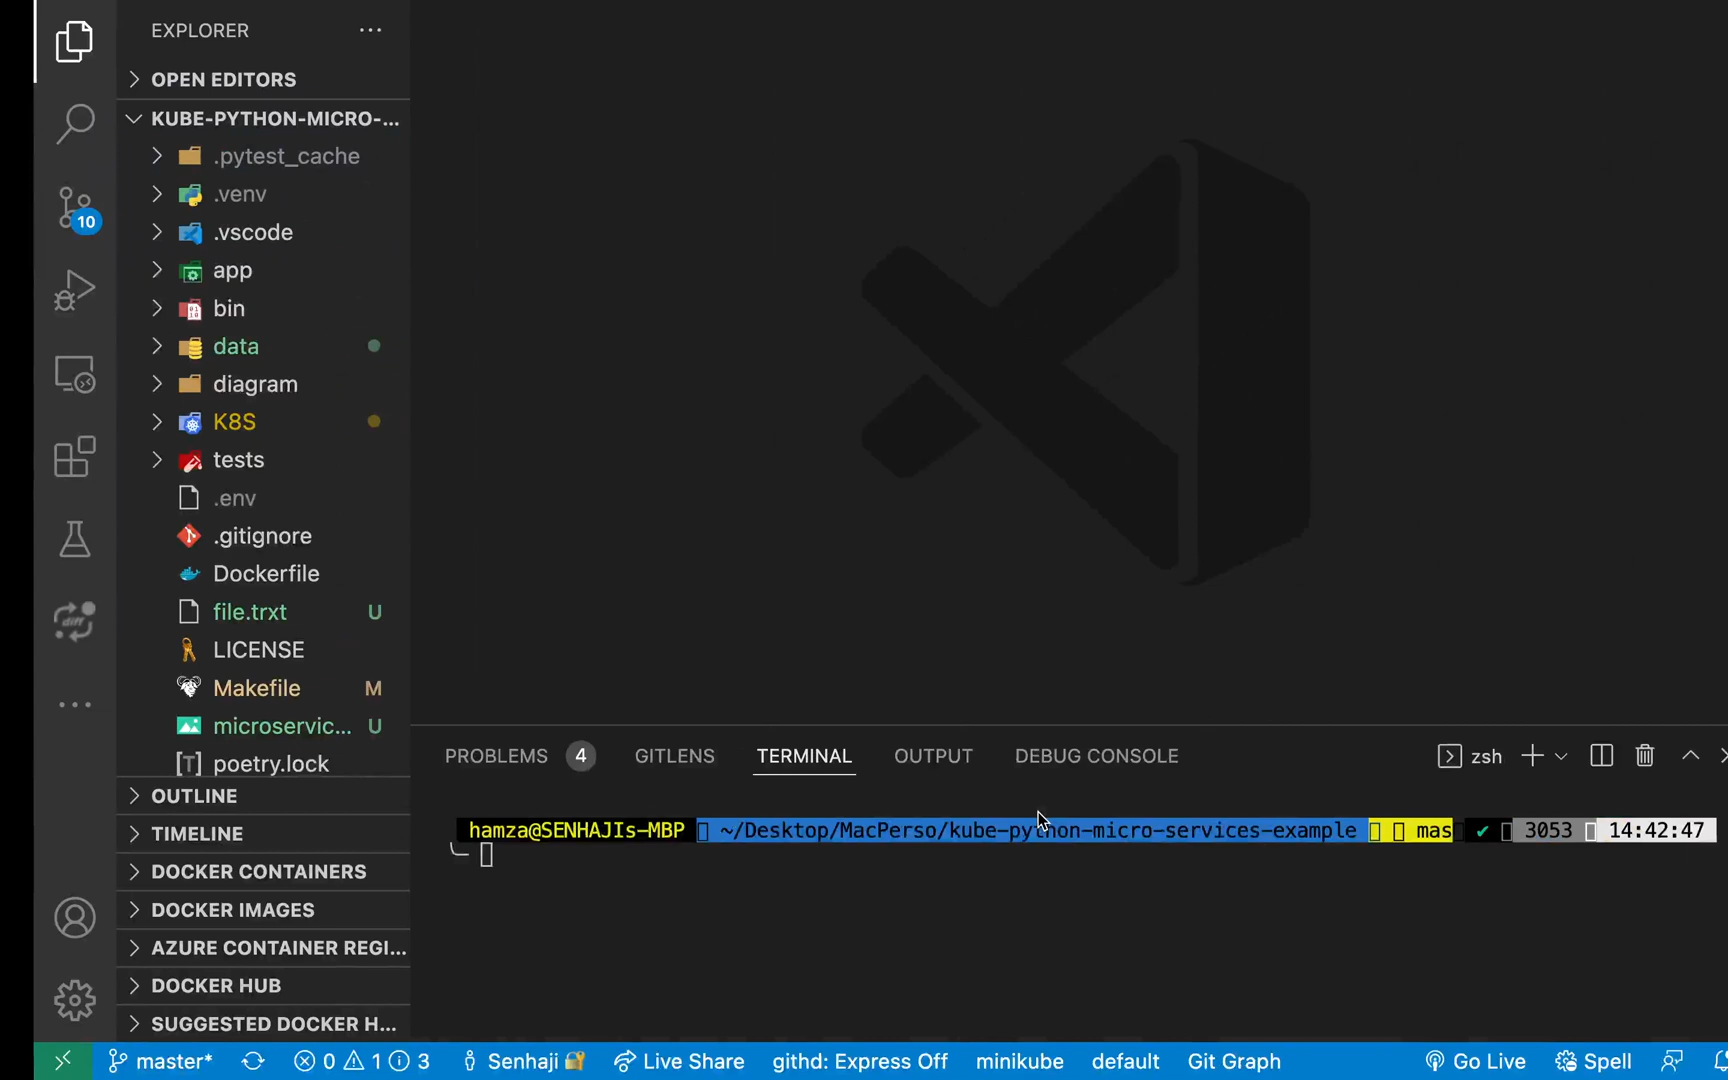 EXPLORER
OPEN EDITORS
KUBE-PYTHON-MICRO-...
.pytest_cache
.venv
.vscode
app
bin
data
diagram
K8S
tests
.env
.gitignore
Dockerfile
file.trxt U
LICENSE
Makefile M
microservic... U
poetry.lock
OUTLINE
TIMELINE
DOCKER CONTAINERS
DOCKER IMAGES
AZURE CONTAINER REGI...
DOCKER HUB
SUGGESTED DOCKER H...
10
diff
PROBLEMS 4 GITLENS TERMINAL OUTPUT DEBUG CONSOLE zsh
hamza@SENHAJIs-MBP ~/Desktop/MacPerso/kube-python-micro-services-example mas ✔ 3053 14:42:47
master* 0 1 3 Senhaji Live Share githd: Express Off minikube default Git Graph Go Live Spell